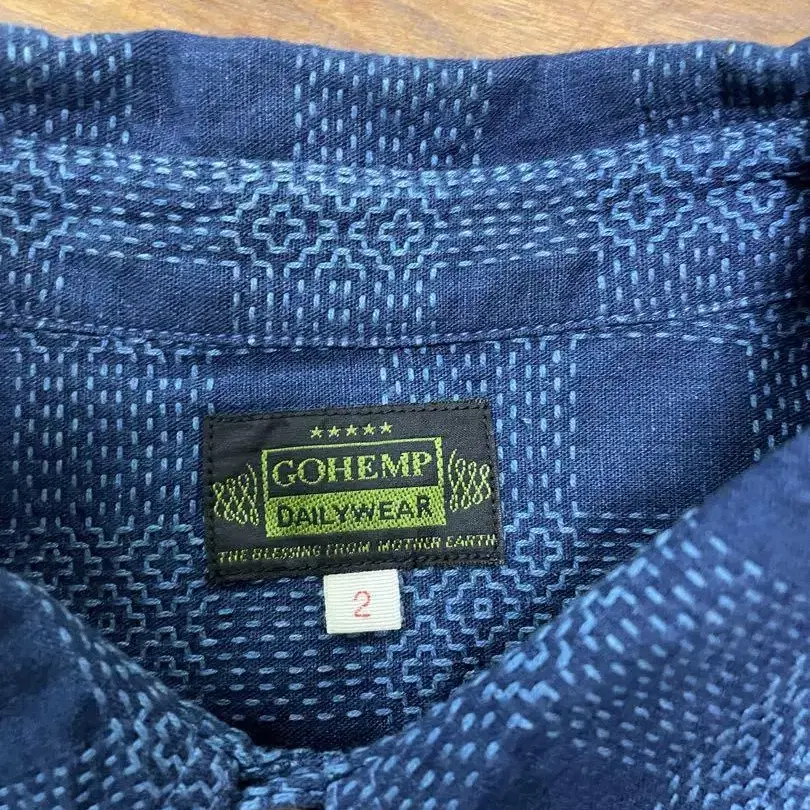 GOHEMP
DAILYWEAR
THE BLESSING FROM MOTHER EARTH
2